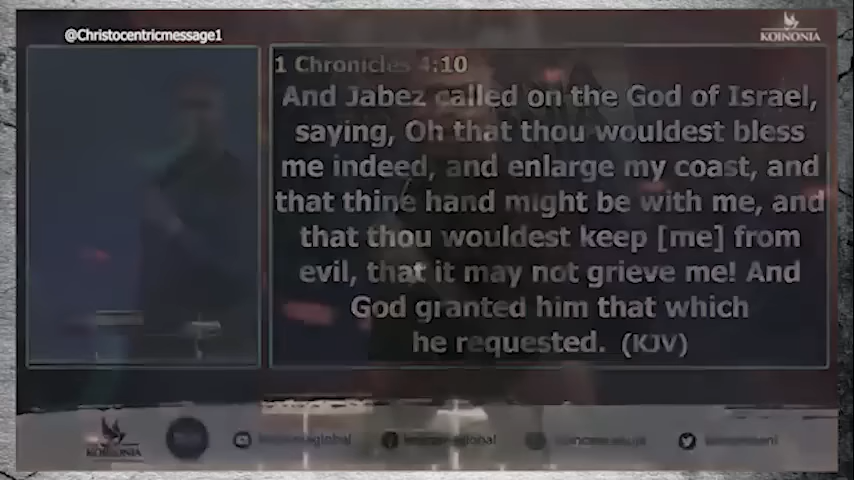 @Christocentricmessage1
KOINONIA
1 Chronicles 4:10
And Jabez called on the God of Israel,
saying, Oh that thou wouldest bless
me indeed, and enlarge my coast, and
that thine hand might be with me, and
that thou wouldest keep [me] from
evil, that it may not grieve me! And
God granted him that which
he requested. (KJV)
KOINONIA